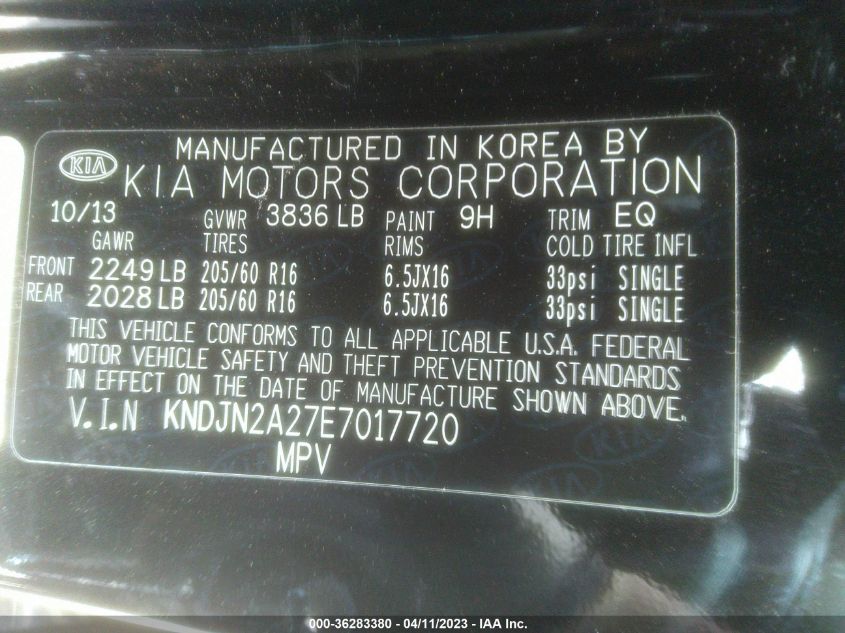 MANUFACTURED IN KOREA BY
KIA KIA MOTORS CORPORATION
10/13 GVWR 3836 LB PAINT 9H TRIM EQ
GAWR TIRES RIMS COLD TIRE INFL
FRONT 2249 LB 205/60 R16 6.5JX16 33psi SINGLE
REAR 2028 LB 205/60 R16 6.5JX16 33psi SINGLE
THIS VEHICLE CONFORMS TO ALL APPLICABLE U.S.A. FEDERAL
MOTOR VEHICLE SAFETY AND THEFT PREVENTION STANDARDS
IN EFFECT ON THE DATE OF MANUFACTURE SHOWN ABOVE.
V.I.N KNDJN2A27E7017720
MPV
000-36283380 - 04/11/2023 - IAA Inc.